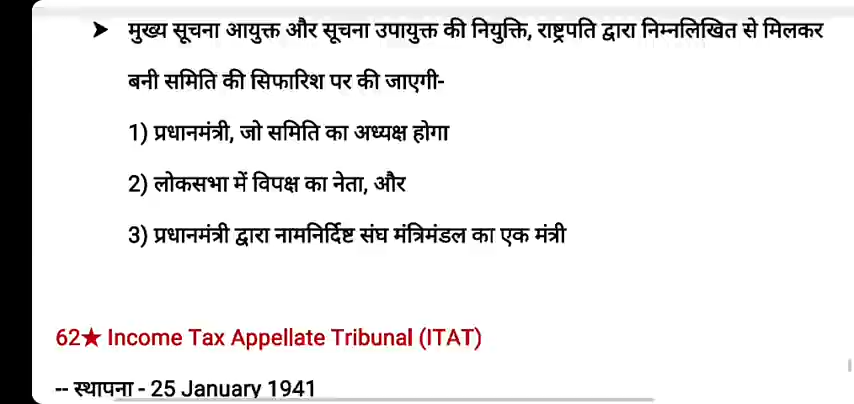 ➤ मुख्य सूचना आयुक्त और सूचना उपायुक्त की नियुक्ति, राष्ट्रपति द्वारा निम्नलिखित से मिलकर
बनी समिति की सिफारिश पर की जाएगी-
1) प्रधानमंत्री, जो समिति का अध्यक्ष होगा
2) लोकसभा में विपक्ष का नेता, और
3) प्रधानमंत्री द्वारा नामनिर्दिष्ट संघ मंत्रिमंडल का एक मंत्री
62★ Income Tax Appellate Tribunal (ITAT)
-- स्थापना - 25 January 1941